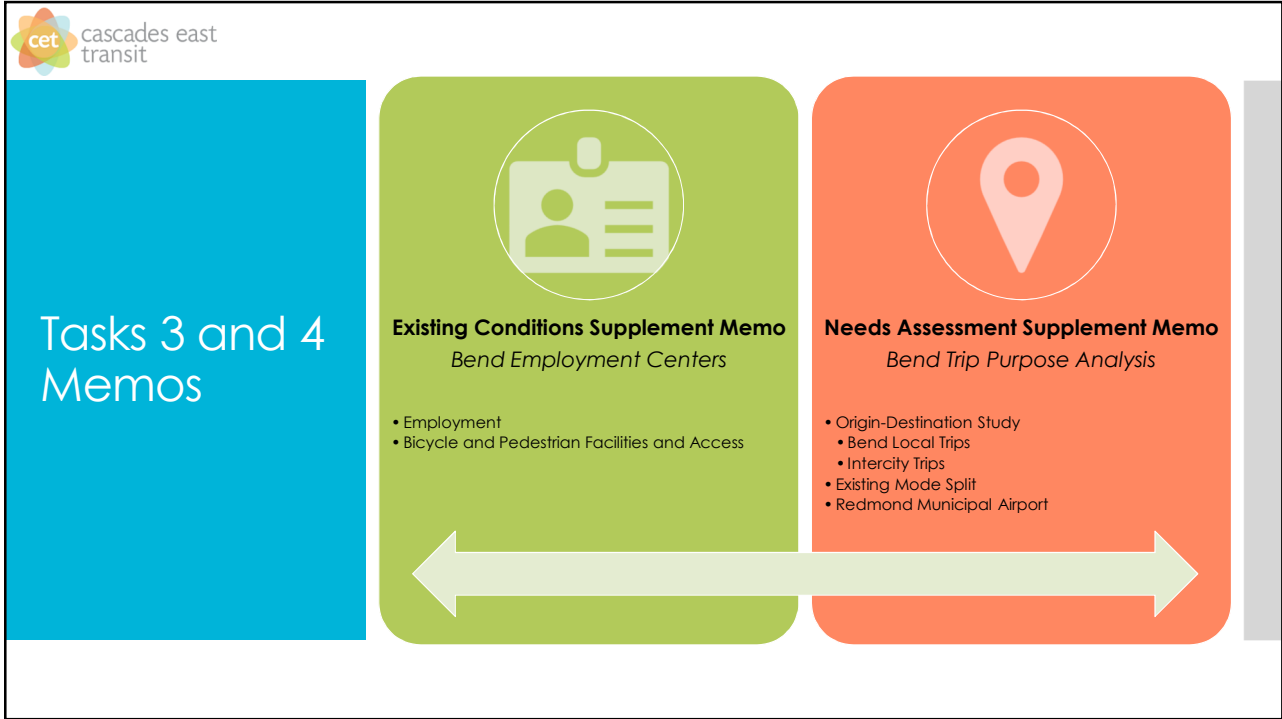 cet cascades east
transit
Tasks 3 and 4
Memos
Existing Conditions Supplement Memo
Bend Employment Centers
• Employment
• Bicycle and Pedestrian Facilities and Access
Needs Assessment Supplement Memo
Bend Trip Purpose Analysis
• Origin-Destination Study
• Bend Local Trips
• Intercity Trips
• Existing Mode Split
• Redmond Municipal Airport